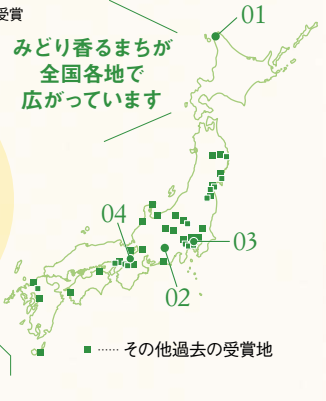 受賞
01
みどり香るまちが
全国各地で
広がっています
04
03
02
…… その他過去の受賞地